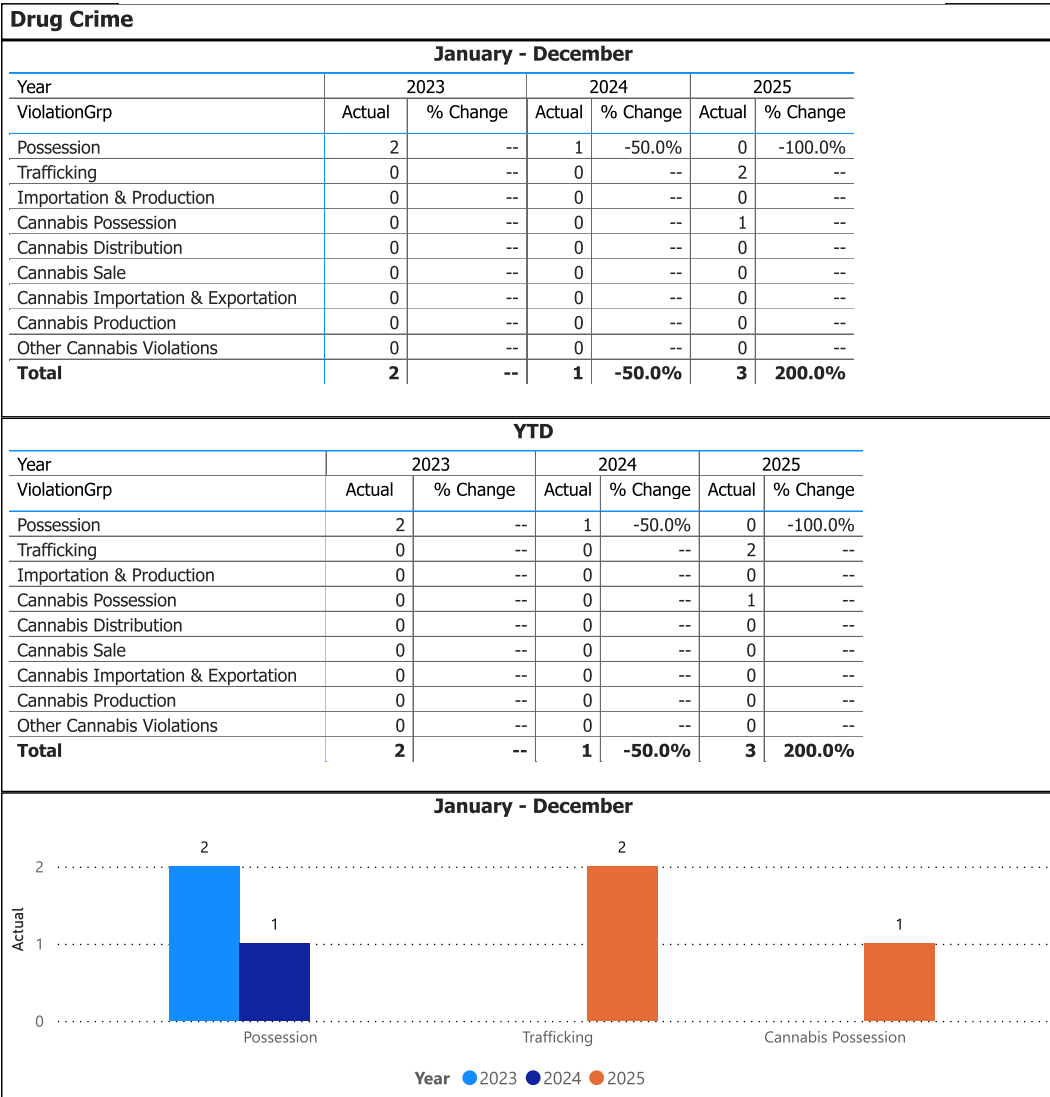 Drug Crime
January - December
Year 2023 2024 2025
ViolationGrp Actual % Change Actual % Change Actual % Change
Possession 2 -- 1 -50.0% 0 -100.0%
Trafficking 0 -- 0 -- 2 --
Importation & Production 0 -- 0 -- 0 --
Cannabis Possession 0 -- 0 -- 1 --
Cannabis Distribution 0 -- 0 -- 0 --
Cannabis Sale 0 -- 0 -- 0 --
Cannabis Importation & Exportation 0 -- 0 -- 0 --
Cannabis Production 0 -- 0 -- 0 --
Other Cannabis Violations 0 -- 0 -- 0 --
Total 2 -- 1 -50.0% 3 200.0%
YTD
Year 2023 2024 2025
ViolationGrp Actual % Change Actual % Change Actual % Change
Possession 2 -- 1 -50.0% 0 -100.0%
Trafficking 0 -- 0 -- 2 --
Importation & Production 0 -- 0 -- 0 --
Cannabis Possession 0 -- 0 -- 1 --
Cannabis Distribution 0 -- 0 -- 0 --
Cannabis Sale 0 -- 0 -- 0 --
Cannabis Importation & Exportation 0 -- 0 -- 0 --
Cannabis Production 0 -- 0 -- 0 --
Other Cannabis Violations 0 -- 0 -- 0 --
Total 2 -- 1 -50.0% 3 200.0%
January - December
2 2
2
1 1
1
0
Actual
Possession Trafficking Cannabis Possession
Year 2023 2024 2025